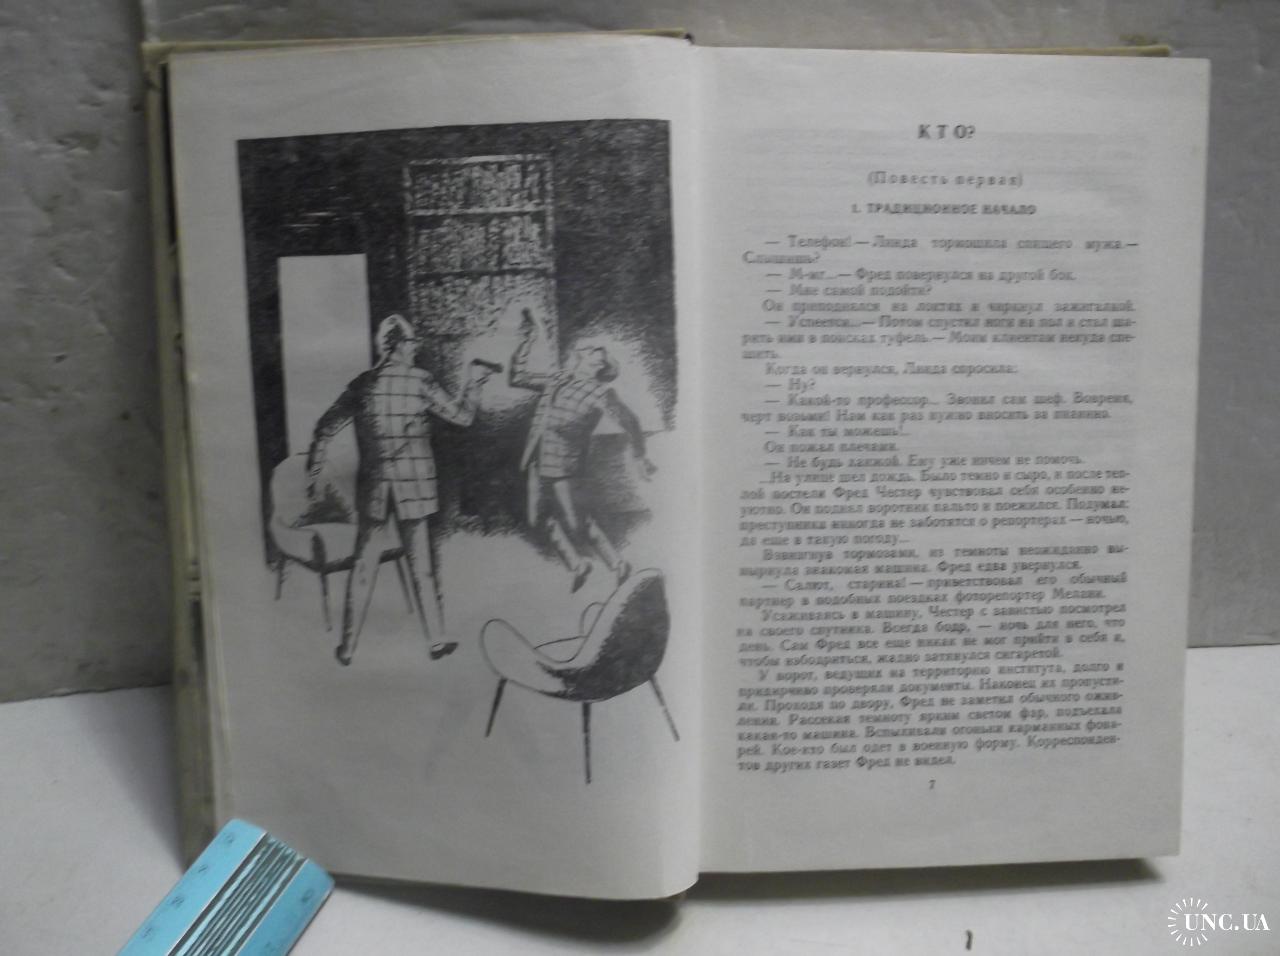 КТО?
(Повесть первая)
1. ТРАДИЦИОННОЕ НАЧАЛО
— Телефон! — Линда тормошила спящего мужа.—
Слышишь?
— М-мг...— Фред повернулся на другой бок.
— Мне самой подойти?
Он приподнялся на локтях и чиркнул зажигалкой.
— Успеется...— Потом спустил ноги на пол и стал ша-
рить ими в поисках туфель.— Моим клиентам некуда спе-
шить.
Когда он вернулся, Линда спросила:
— Ну?
— Какой-то профессор... Звонил сам шеф. Вовремя,
черт возьми! Нам как раз нужно вносить за пианино.
— Как ты можешь!..
Он пожал плечами.
— Не будь ханжой. Ему уже ничем не помочь.
...На улице шел дождь. Было темно и сыро, и после теп-
лой постели Фред Честер чувствовал себя особенно не-
уютно. Он поднял воротник пальто и поежился. Подумал:
преступники никогда не заботятся о репортерах — ночью,
да еще в такую погоду...
Взвизгнув тормозами, из темноты неожиданно вы-
нырнула знакомая машина. Фред едва увернулся.
— Салют, старина! — приветствовал его обычный
партнер в подобных поездках фоторепортер Мелани.
Усаживаясь в машину, Честер с завистью посмотрел
на своего спутника. Всегда бодр, — ночь для него, что
день. Сам Фред все еще никак не мог прийти в себя и,
чтобы взбодриться, жадно затянулся сигаретой.
У ворот, ведущих на территорию института, долго и
придирчиво проверяли документы. Наконец их пропусти-
ли. Проходя по двору, Фред не заметил обычного ожив-
ления. Рассекая темноту ярким светом фар, подъехала
какая-то машина. Вспыхивали огоньки карманных фона-
рей. Кое-кто был одет в военную форму. Корреспонден-
тов других газет Фред не видел.
7
UNC.UA